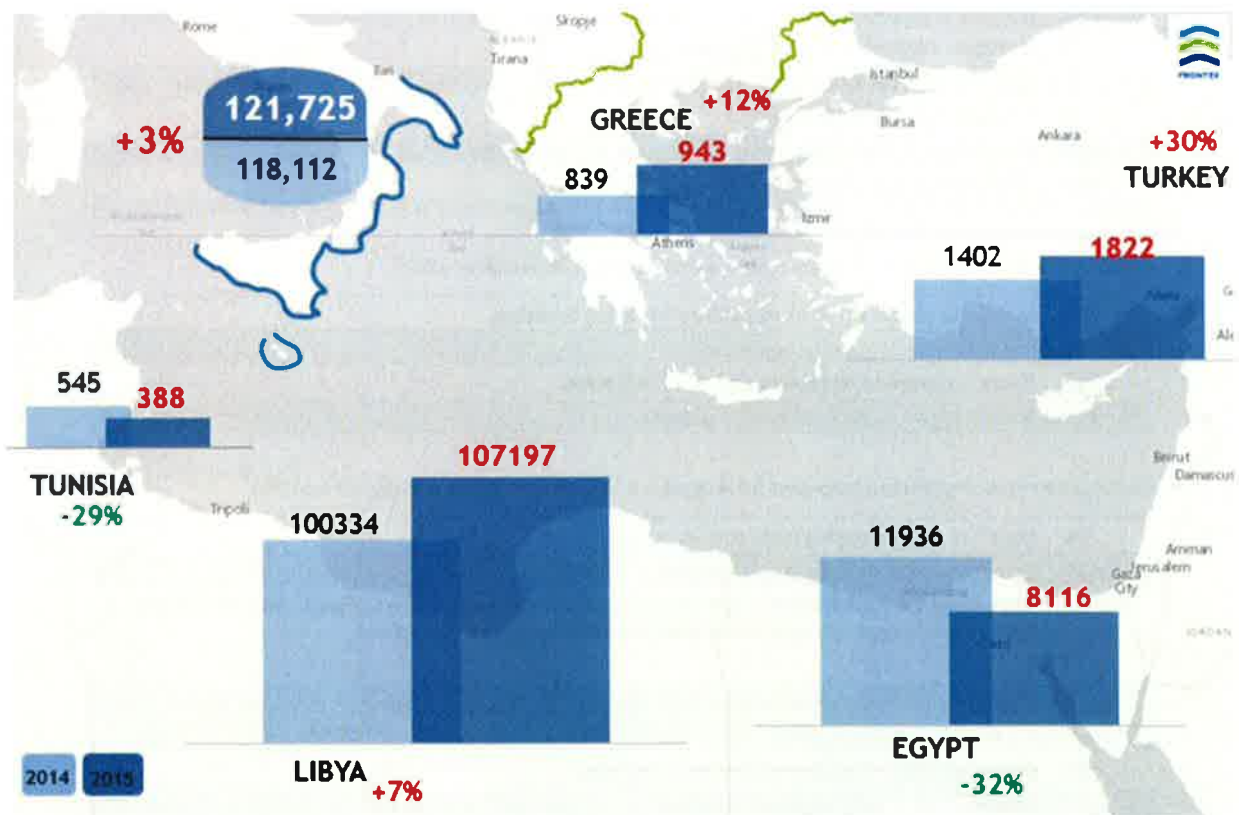 Rome
Skopje
Tirana
Bari
FRONTEX
Istanbul
Bursa
Ankara
121,725
+3%
118,112
GREECE +12%
943
839
Athens
Izmir
+30%
TURKEY
1402
1822
545
388
TUNISIA
-29%
Tripoli
107197
100334
LIBYA
+7%
Beirut
Damascus
Amman
Jerusalem
Gaza
City
JORDAN
11936
8116
EGYPT
-32%
2014
2015